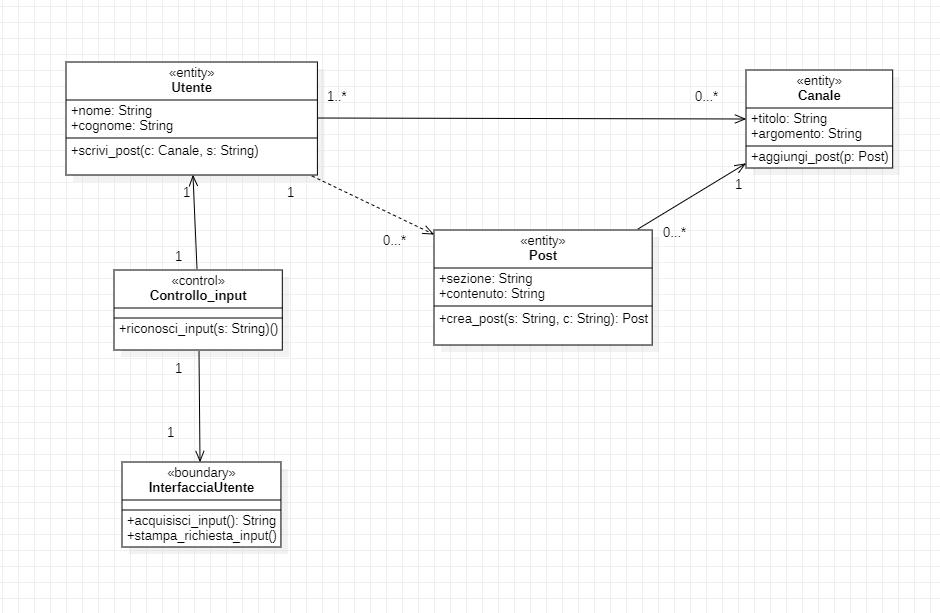 «entity»
Utente
+nome: String
+cognome: String
+scrivi_post(c: Canale, s: String)
1..*
0...*
«entity»
Canale
+titolo: String
+argomento: String
+aggiungi_post(p: Post)
1
1
0...*
1
0...*
«entity»
Post
+sezione: String
+contenuto: String
+crea_post(s: String, c: String): Post
1
«control»
Controllo_input
+riconosci_input(s: String)()
1
1
«boundary»
InterfacciaUtente
+acquisisci_input(): String
+stampa_richiesta_input()